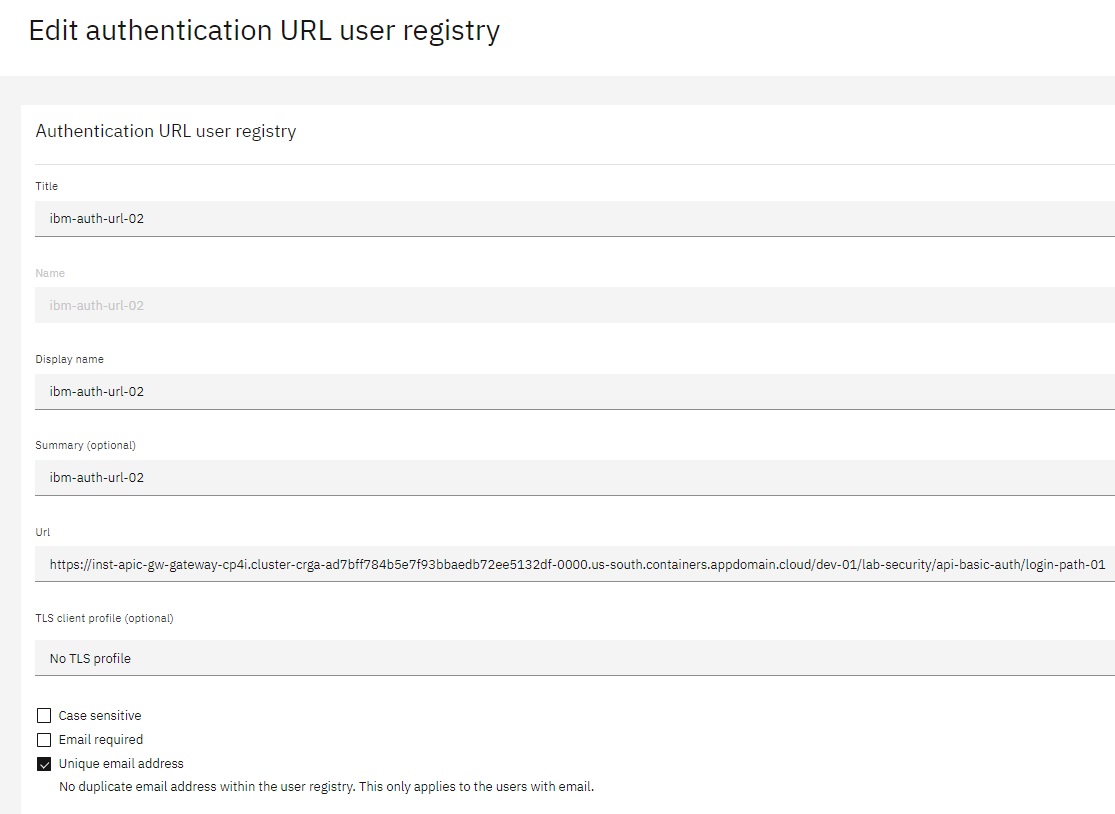 Edit authentication URL user registry
Authentication URL user registry
Title
ibm-auth-url-02
Name
ibm-auth-url-02
Display name
ibm-auth-url-02
Summary (optional)
ibm-auth-url-02
Url
https://inst-apic-gw-gateway-cp4i.cluster-crga-ad7bff784b5e7f93bbaedb72ee5132df-0000.us-south.containers.appdomain.cloud/dev-01/lab-security/api-basic-auth/login-path-01
TLS client profile (optional)
No TLS profile
Case sensitive
Email required
Unique email address
No duplicate email address within the user registry. This only applies to the users with email.